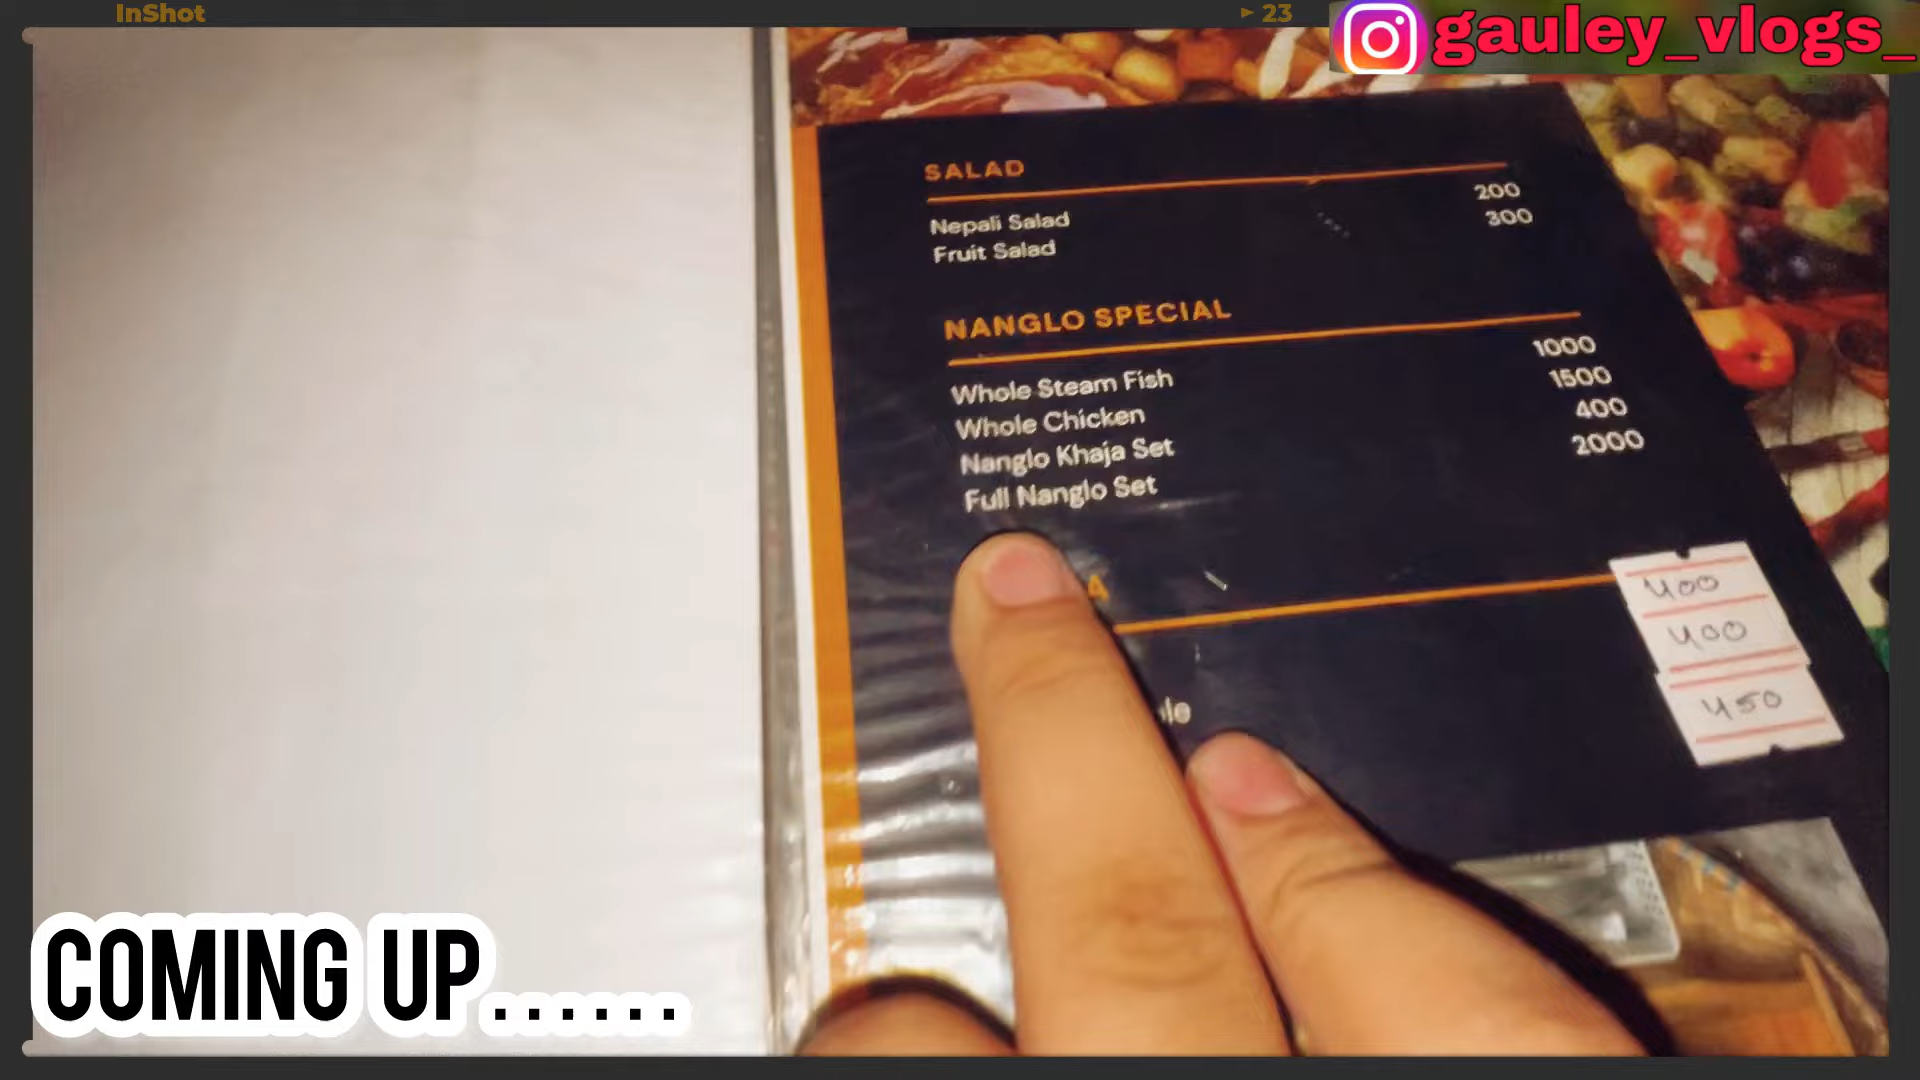 InShot
23
gauley_vlogs_
SALAD
Nepali Salad 200
Fruit Salad 300
NANGLO SPECIAL
Whole Steam Fish 1000
Whole Chicken 1500
Nanglo Khaja Set 400
Full Nanglo Set 2000
400
400
450
COMING UP......